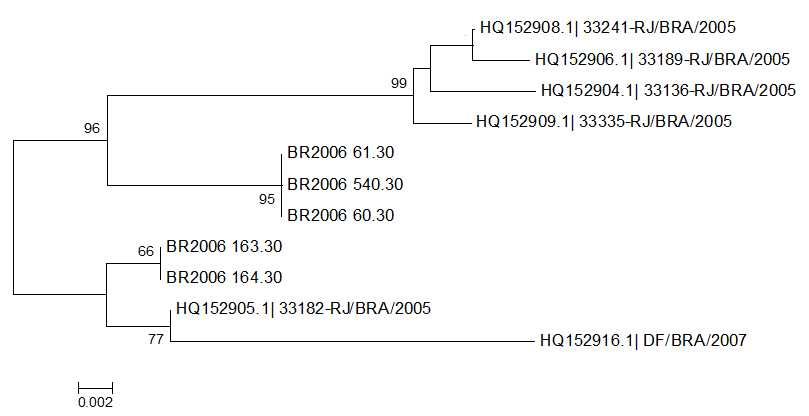 HQ152908.1| 33241-RJ/BRA/2005
HQ152906.1| 33189-RJ/BRA/2005
99
HQ152904.1| 33136-RJ/BRA/2005
HQ152909.1| 33335-RJ/BRA/2005
96
BR2006 61.30
BR2006 540.30
95
BR2006 60.30
66
BR2006 163.30
BR2006 164.30
HQ152905.1| 33182-RJ/BRA/2005
77
HQ152916.1| DF/BRA/2007
0.002